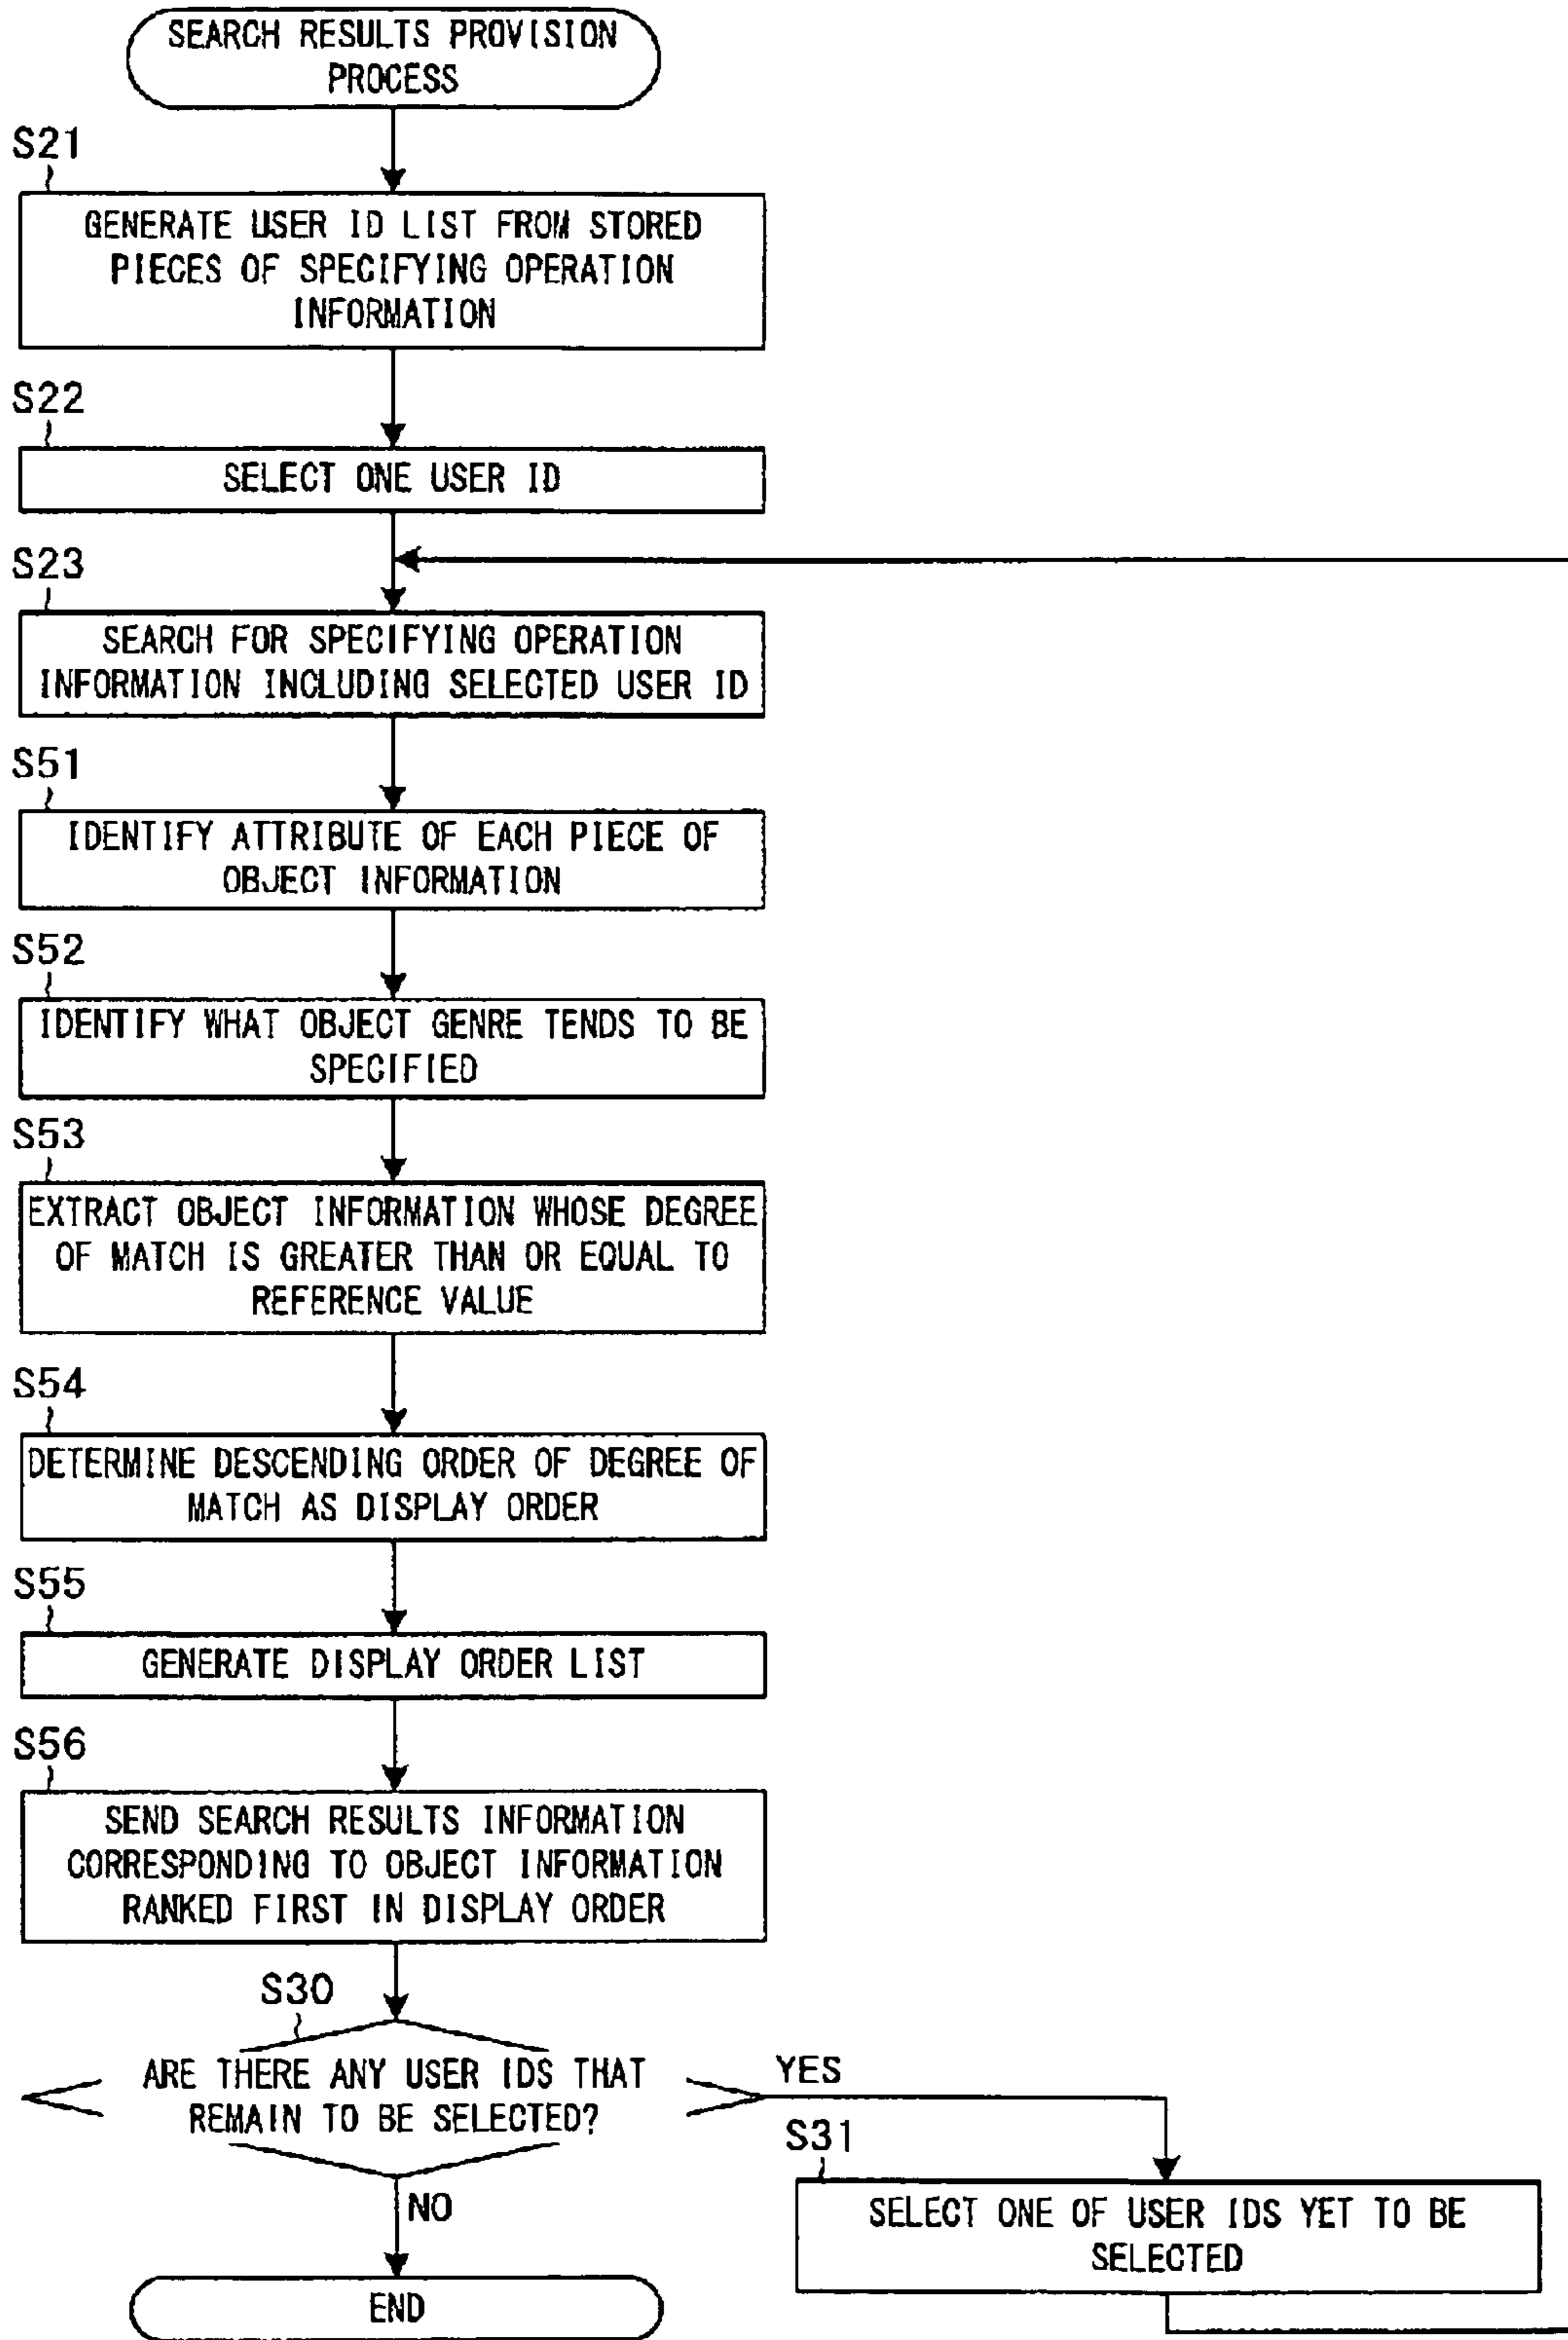 SEARCH RESULTS PROVISION
PROCESS
S21
GENERATE USER ID LIST FROM STORED
PIECES OF SPECIFYING OPERATION
INFORMATION
S22
SELECT ONE USER ID
S23
SEARCH FOR SPECIFYING OPERATION
INFORMATION INCLUDING SELECTED USER ID
S51
IDENTIFY ATTRIBUTE OF EACH PIECE OF
OBJECT INFORMATION
S52
IDENTIFY WHAT OBJECT GENRE TENDS TO BE
SPECIFIED
S53
EXTRACT OBJECT INFORMATION WHOSE DEGREE
OF MATCH IS GREATER THAN OR EQUAL TO
REFERENCE VALUE
S54
DETERMINE DESCENDING ORDER OF DEGREE OF
MATCH AS DISPLAY ORDER
S55
GENERATE DISPLAY ORDER LIST
S56
SEND SEARCH RESULTS INFORMATION
CORRESPONDING TO OBJECT INFORMATION
RANKED FIRST IN DISPLAY ORDER
S30
ARE THERE ANY USER IDS THAT
REMAIN TO BE SELECTED?
YES
S31
SELECT ONE OF USER IDS YET TO BE
SELECTED
NO
END